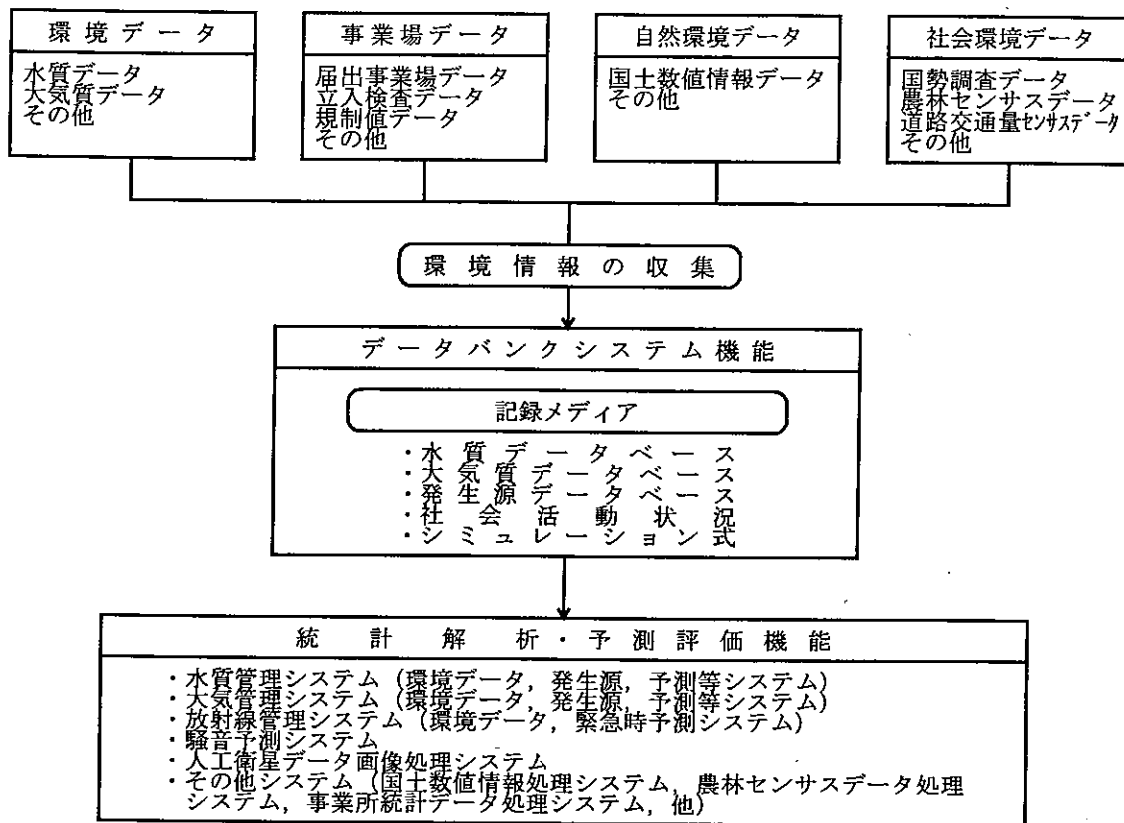 環境データ
水質データ
大気質データ
その他
事業場データ
届出事業場データ
立入検査データ
規制値データ
その他
自然環境データ
国土数値情報データ
その他
社会環境データ
国勢調査データ
農林センサスデータ
道路交通量センサスデータ
その他
環境情報の収集
データバンクシステム機能
記録メディア
・水質データベース
・大気質データベース
・発生源データベース
・社会活動状況
・シミュレーション式
統計解析・予測評価機能
・水質管理システム(環境データ,発生源,予測等システム)
・大気管理システム(環境データ,発生源,予測等システム)
・放射線管理システム(環境データ,緊急時予測システム)
・騒音予測システム
・人工衛星データ画像処理システム
・その他システム(国土数値情報処理システム,農林センサスデータ処理
システム,事業所統計データ処理システム,他)